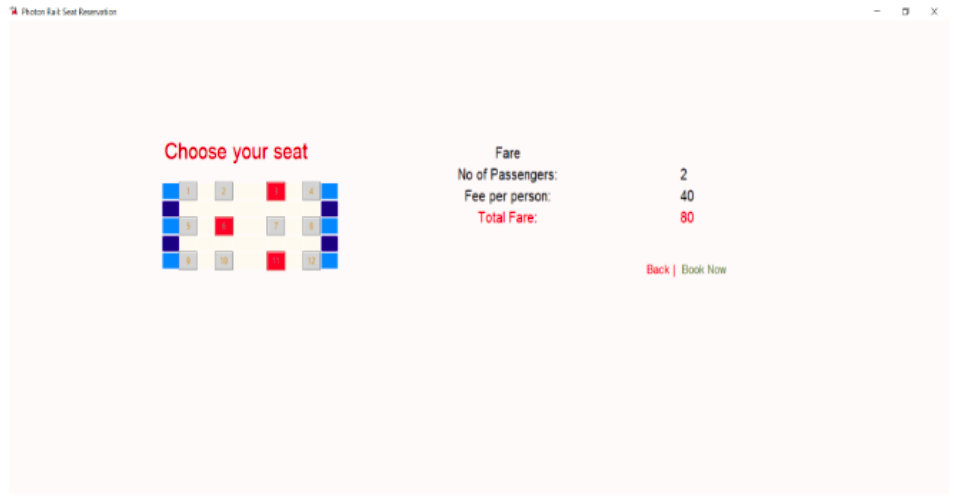 Photon Rail: Seat Reservation
Choose your seat
1 2 3 4
5 6 7 8
9 10 11 12
Fare
No of Passengers: 2
Fee per person: 40
Total Fare: 80
Back | Book Now